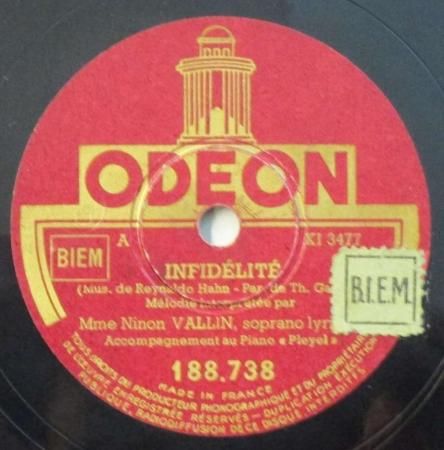 ODEON
BIEM
A
KI 3477
INFIDÉLITÉ
(Mus. de Reynaldo Hahn - Par. de Th.
Mélodie interprétée par
B.I.E.M.
Mme Ninon VALLIN, soprano
Accompagnement au Piano « Pleyel »
188.738
MADE IN FRANCE
TOUS DROITS DU PRODUCTEUR PHONOGRAPHIQUE ET DU PROPRIÉTAIRE
DE L'ŒUVRE ENREGISTRÉE RÉSERVÉS - DUPLICATION EXÉCUTION
PUBLIQUE, RADIODIFFUSION DE CE DISQUE INTERDITES